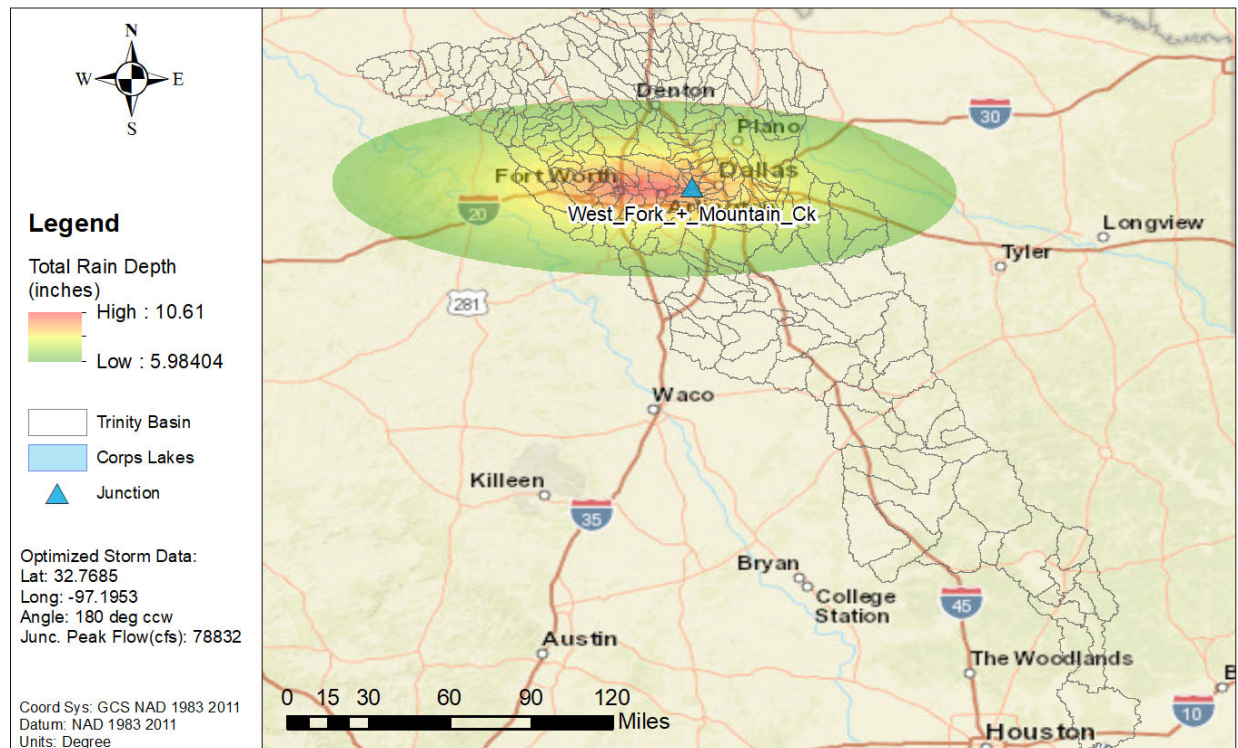 N
W E
S
Legend
Total Rain Depth
(inches)
High : 10.61
Low : 5.98404
Trinity Basin
Corps Lakes
Junction
Optimized Storm Data:
Lat: 32.7685
Long: -97.1953
Angle: 180 deg ccw
Junc. Peak Flow(cfs): 78832
Coord Sys: GCS NAD 1983 2011
Datum: NAD 1983 2011
Units: Degree
Denton
30
Plano
Fort Worth
Dallas
20
West_Fork_+_Mountain_Ck
Longview
Tyler
281
Waco
Killeen
35
Bryan
College
Station
45
Austin
The Woodlands
10
Houston
0 15 30 60 90 120
Miles